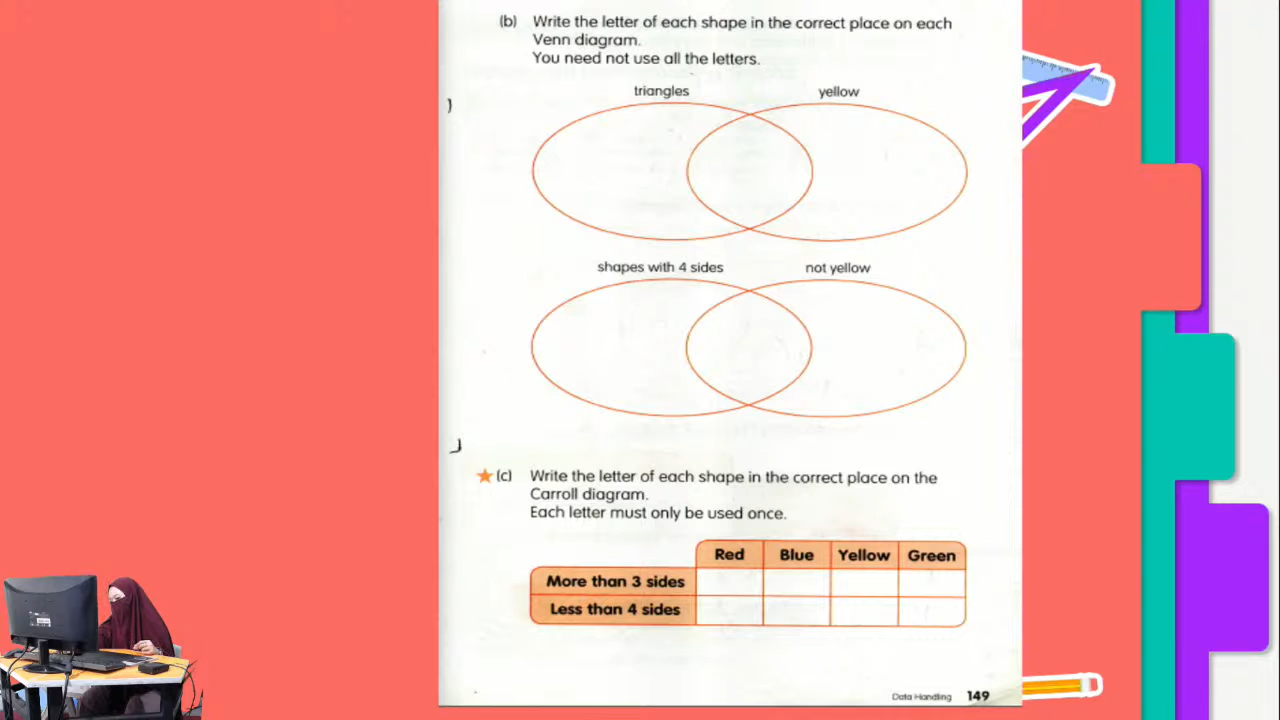 (b) Write the letter of each shape in the correct place on each
Venn diagram.
You need not use all the letters.
triangles yellow
shapes with 4 sides not yellow
(c) Write the letter of each shape in the correct place on the
Carroll diagram.
Each letter must only be used once.
Red Blue Yellow Green
More than 3 sides
Less than 4 sides
Data Handling 149